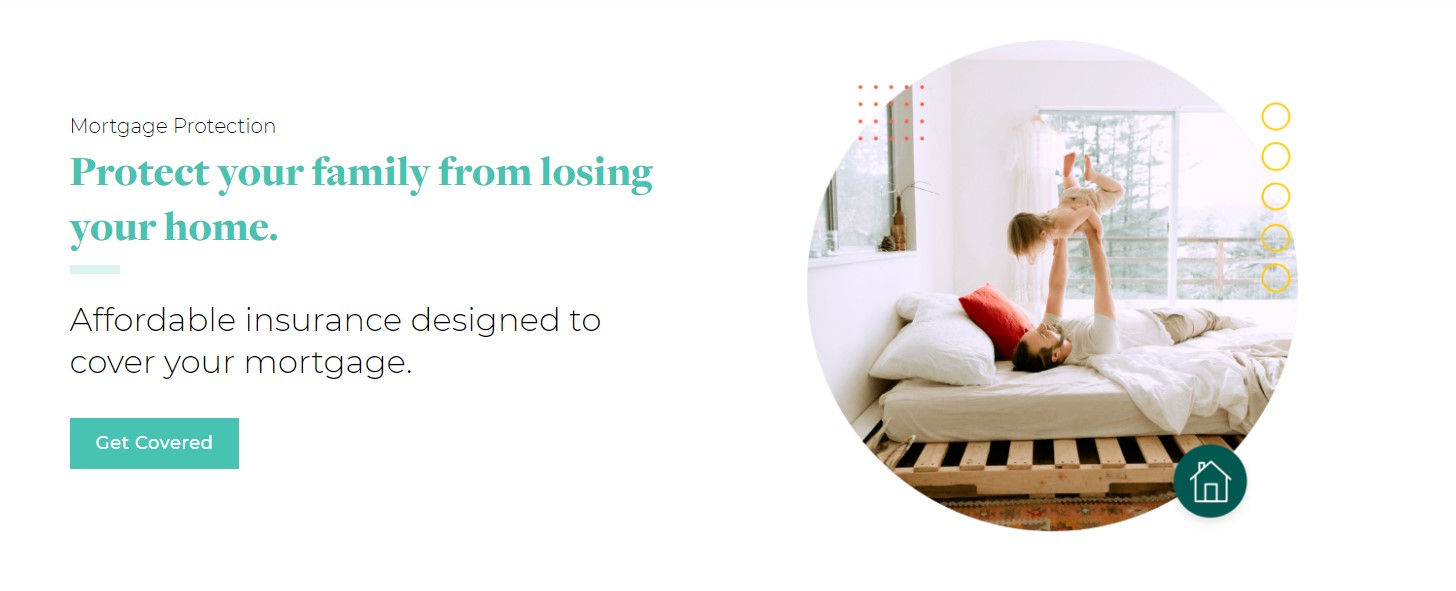 Mortgage Protection
Protect your family from losing
your home.
Affordable insurance designed to
cover your mortgage.
Get Covered